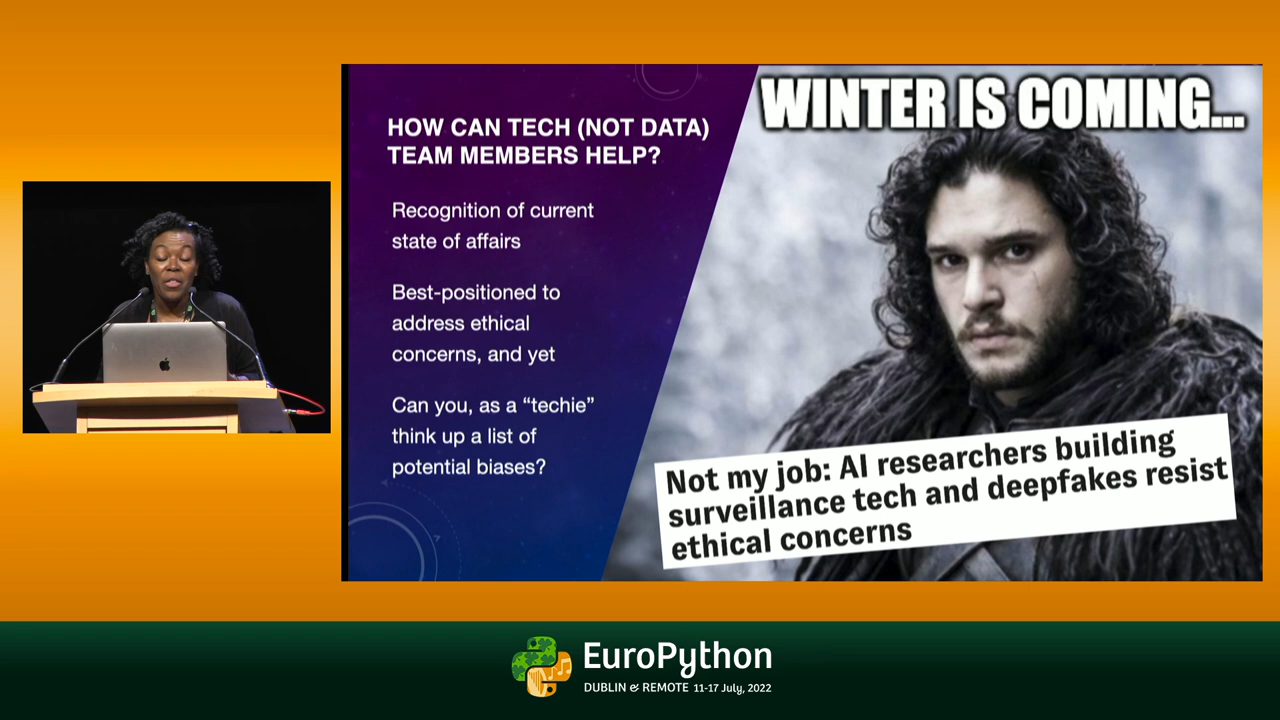 HOW CAN TECH (NOT DATA)
TEAM MEMBERS HELP?
Recognition of current
state of affairs
Best-positioned to
address ethical
concerns, and yet
Can you, as a “techie”
think up a list of
potential biases?
WINTER IS COMING...
Not my job: AI researchers building
surveillance tech and deepfakes resist
ethical concerns
EuroPython
DUBLIN & REMOTE 11-17 July, 2022